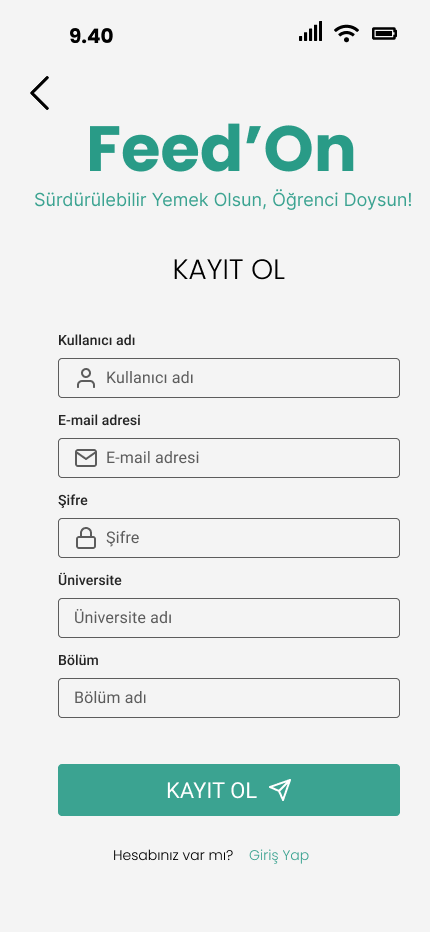 9.40
Feed’On
Sürdürülebilir Yemek Olsun, Öğrenci Doysun!
KAYIT OL
Kullanıcı adı
Kullanıcı adı
E-mail adresi
E-mail adresi
Şifre
Şifre
Üniversite
Üniversite adı
Bölüm
Bölüm adı
KAYIT OL
Hesabınız var mı? Giriş Yap